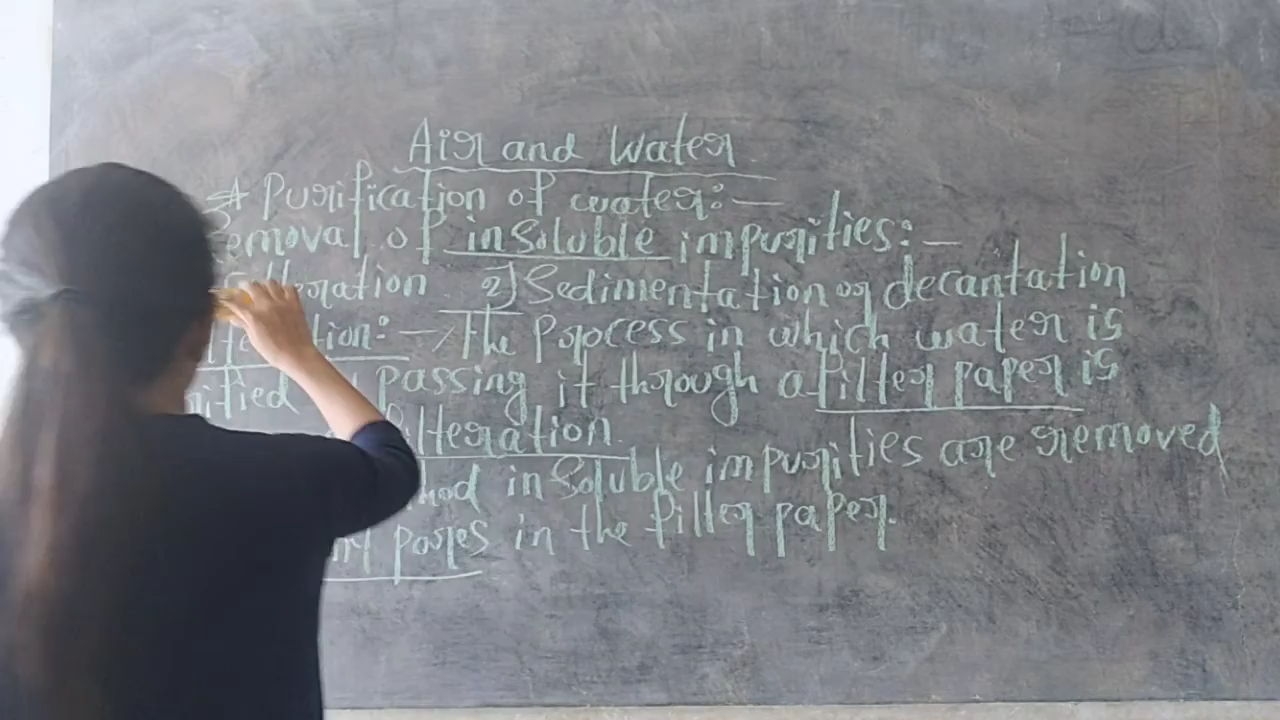 Air and Water
* Purification of water:-
Removal of insoluble impurities:-
2) Sedimentation or decantation
:- The process in which water is
passing it through a filter paper is
filteration.
insoluble impurities are removed
pores in the filter paper.